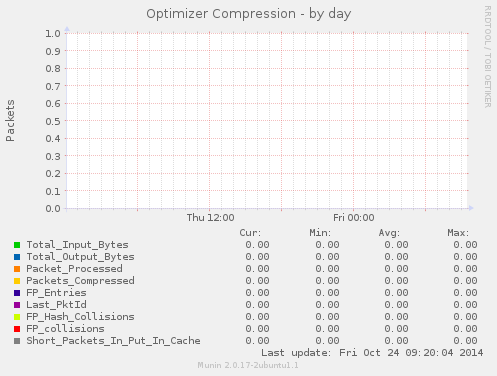 Optimizer Compression - by day
RRDTOOL / TOBI OETIKER
Packets
1.0
0.9
0.8
0.7
0.6
0.5
0.4
0.3
0.2
0.1
0.0
Thu 12:00 Fri 00:00
Cur: Min: Avg: Max:
Total_Input_Bytes 0.00 0.00 0.00 0.00
Total_Output_Bytes 0.00 0.00 0.00 0.00
Packet_Processed 0.00 0.00 0.00 0.00
Packets_Compressed 0.00 0.00 0.00 0.00
FP_Entries 0.00 0.00 0.00 0.00
Last_PktId 0.00 0.00 0.00 0.00
FP_Hash_Collisions 0.00 0.00 0.00 0.00
FP_collisions 0.00 0.00 0.00 0.00
Short_Packets_In_Put_In_Cache 0.00 0.00 0.00 0.00
Last update: Fri Oct 24 09:20:04 2014
Munin 2.0.17-2ubuntu1.1